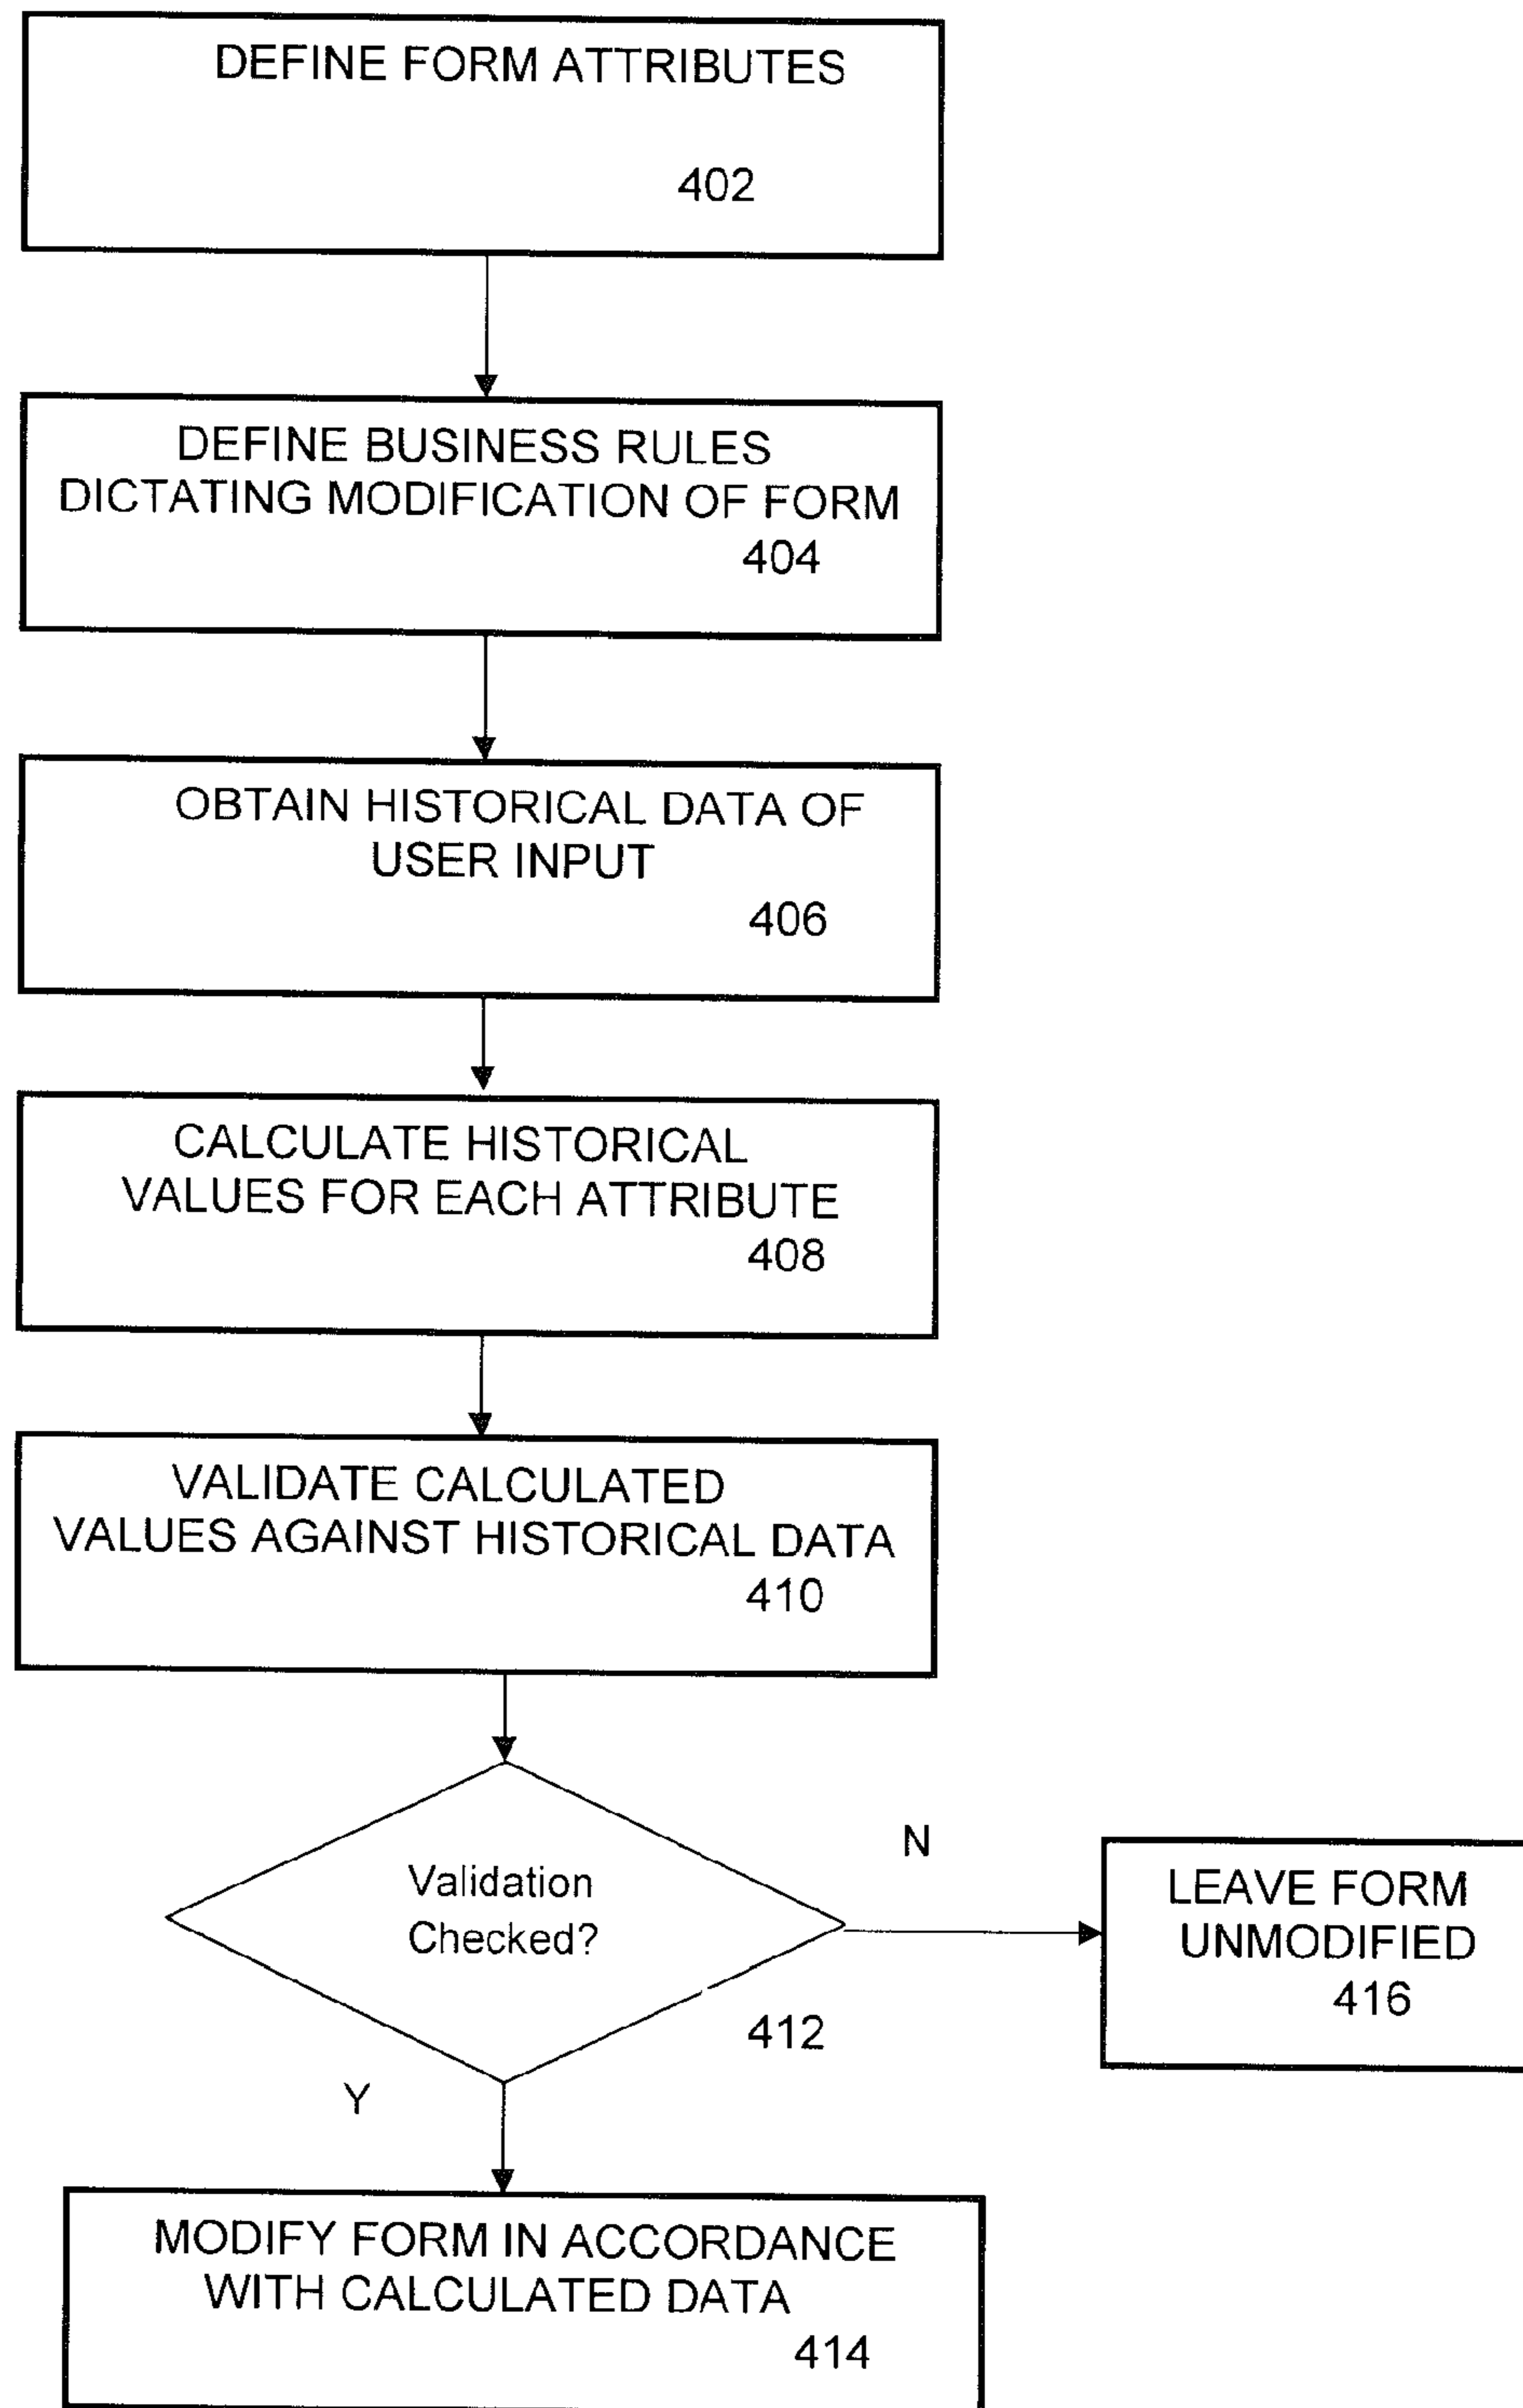 DEFINE FORM ATTRIBUTES
402
DEFINE BUSINESS RULES
DICTATING MODIFICATION OF FORM
404
OBTAIN HISTORICAL DATA OF
USER INPUT
406
CALCULATE HISTORICAL
VALUES FOR EACH ATTRIBUTE
408
VALIDATE CALCULATED
VALUES AGAINST HISTORICAL DATA
410
Validation
Checked?
412
N
LEAVE FORM
UNMODIFIED
416
Y
MODIFY FORM IN ACCORDANCE
WITH CALCULATED DATA
414